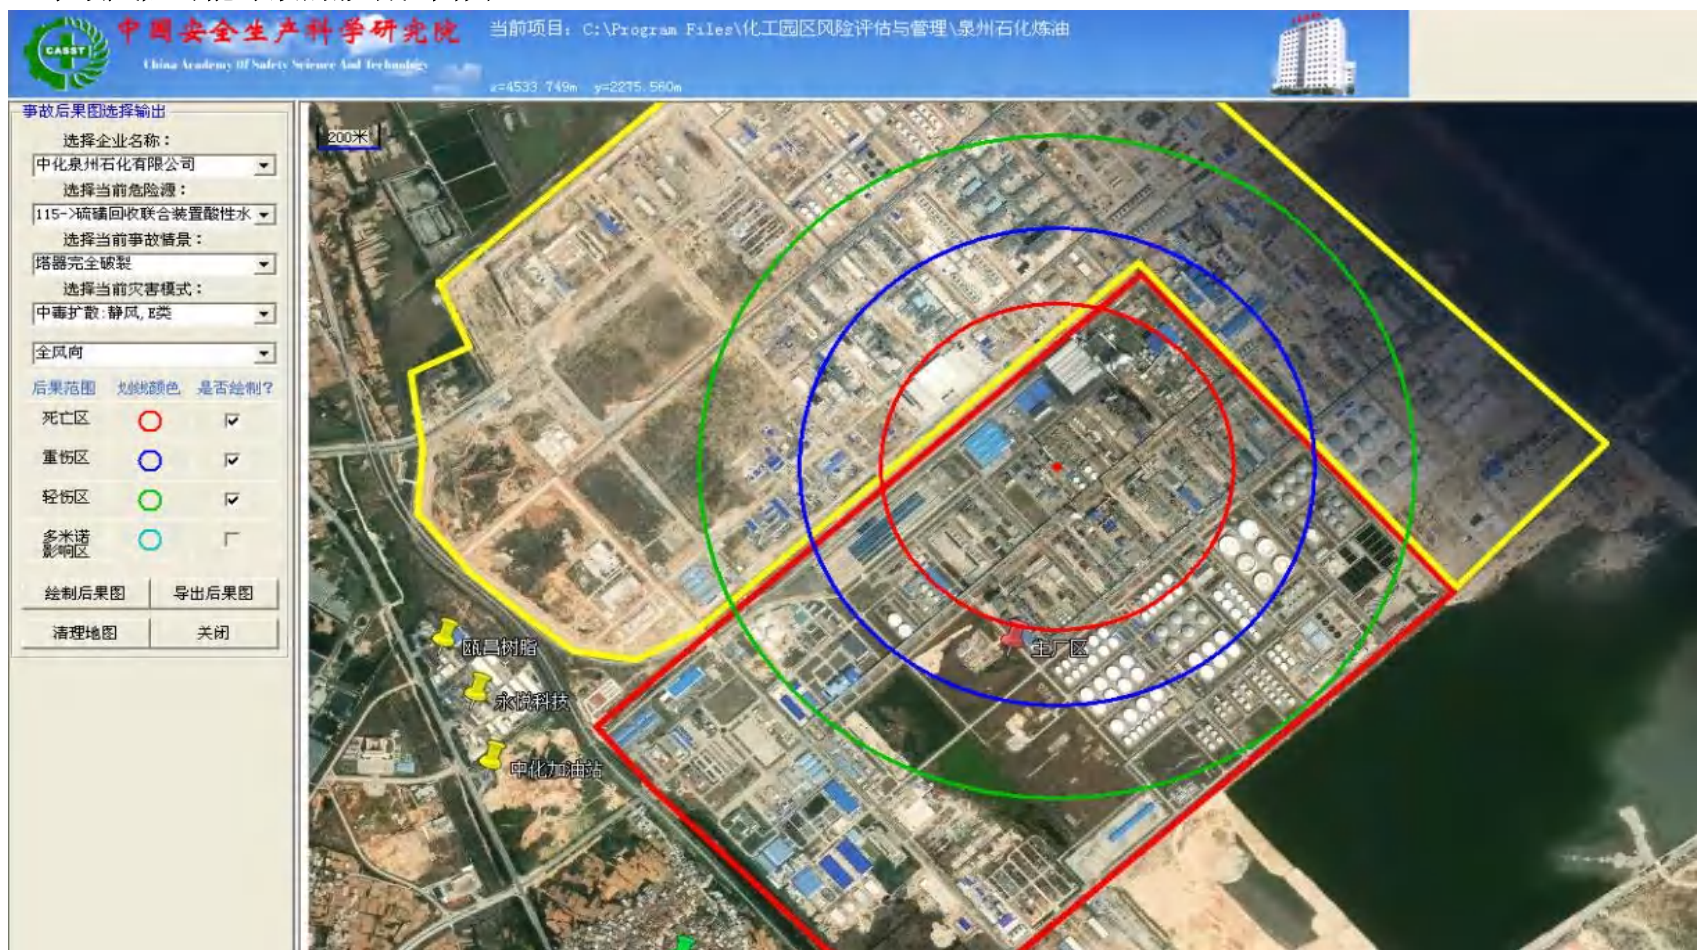 中国安全生产科学研究院
China Academy Of Safety Science And Technology
CASST
当前项目: C:\Program Files\化工园区风险评估与管理\泉州石化炼油
x=4533.749m y=2275.560m
事故后果图选择输出
选择企业名称：
中化泉州石化有限公司
选择当前危险源：
115->硫磺回收联合装置酸性水
选择当前事故情景：
塔器完全破裂
选择当前灾害模式：
中毒扩散:静风,E类
全风向
后果范围 划线颜色 是否绘制?
死亡区
重伤区
轻伤区
多米诺
影响区
绘制后果图 导出后果图
清理地图 关闭
200米
瓯昌树脂
永悦科技
中化加油站
主厂区